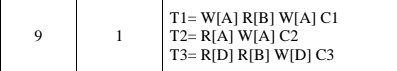 9 1 T1= W[A] R[B] W[A] C1
T2= R[A] W[A] C2
T3= R[D] R[B] W[D] C3